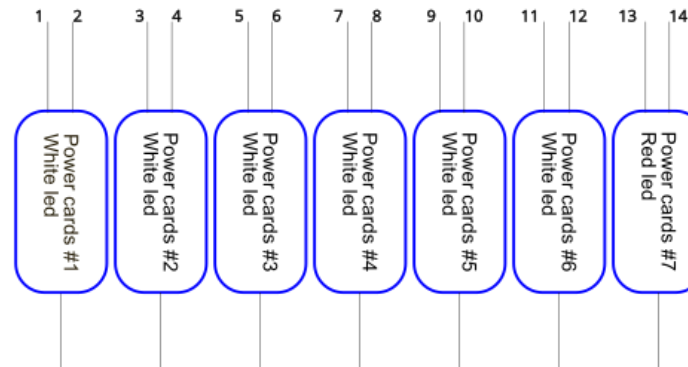 1 2 3 4 5 6 7 8 9 10 11 12 13 14
Power cards #1
White led
Power cards #2
White led
Power cards #3
White led
Power cards #4
White led
Power cards #5
White led
Power cards #6
White led
Power cards #7
Red led